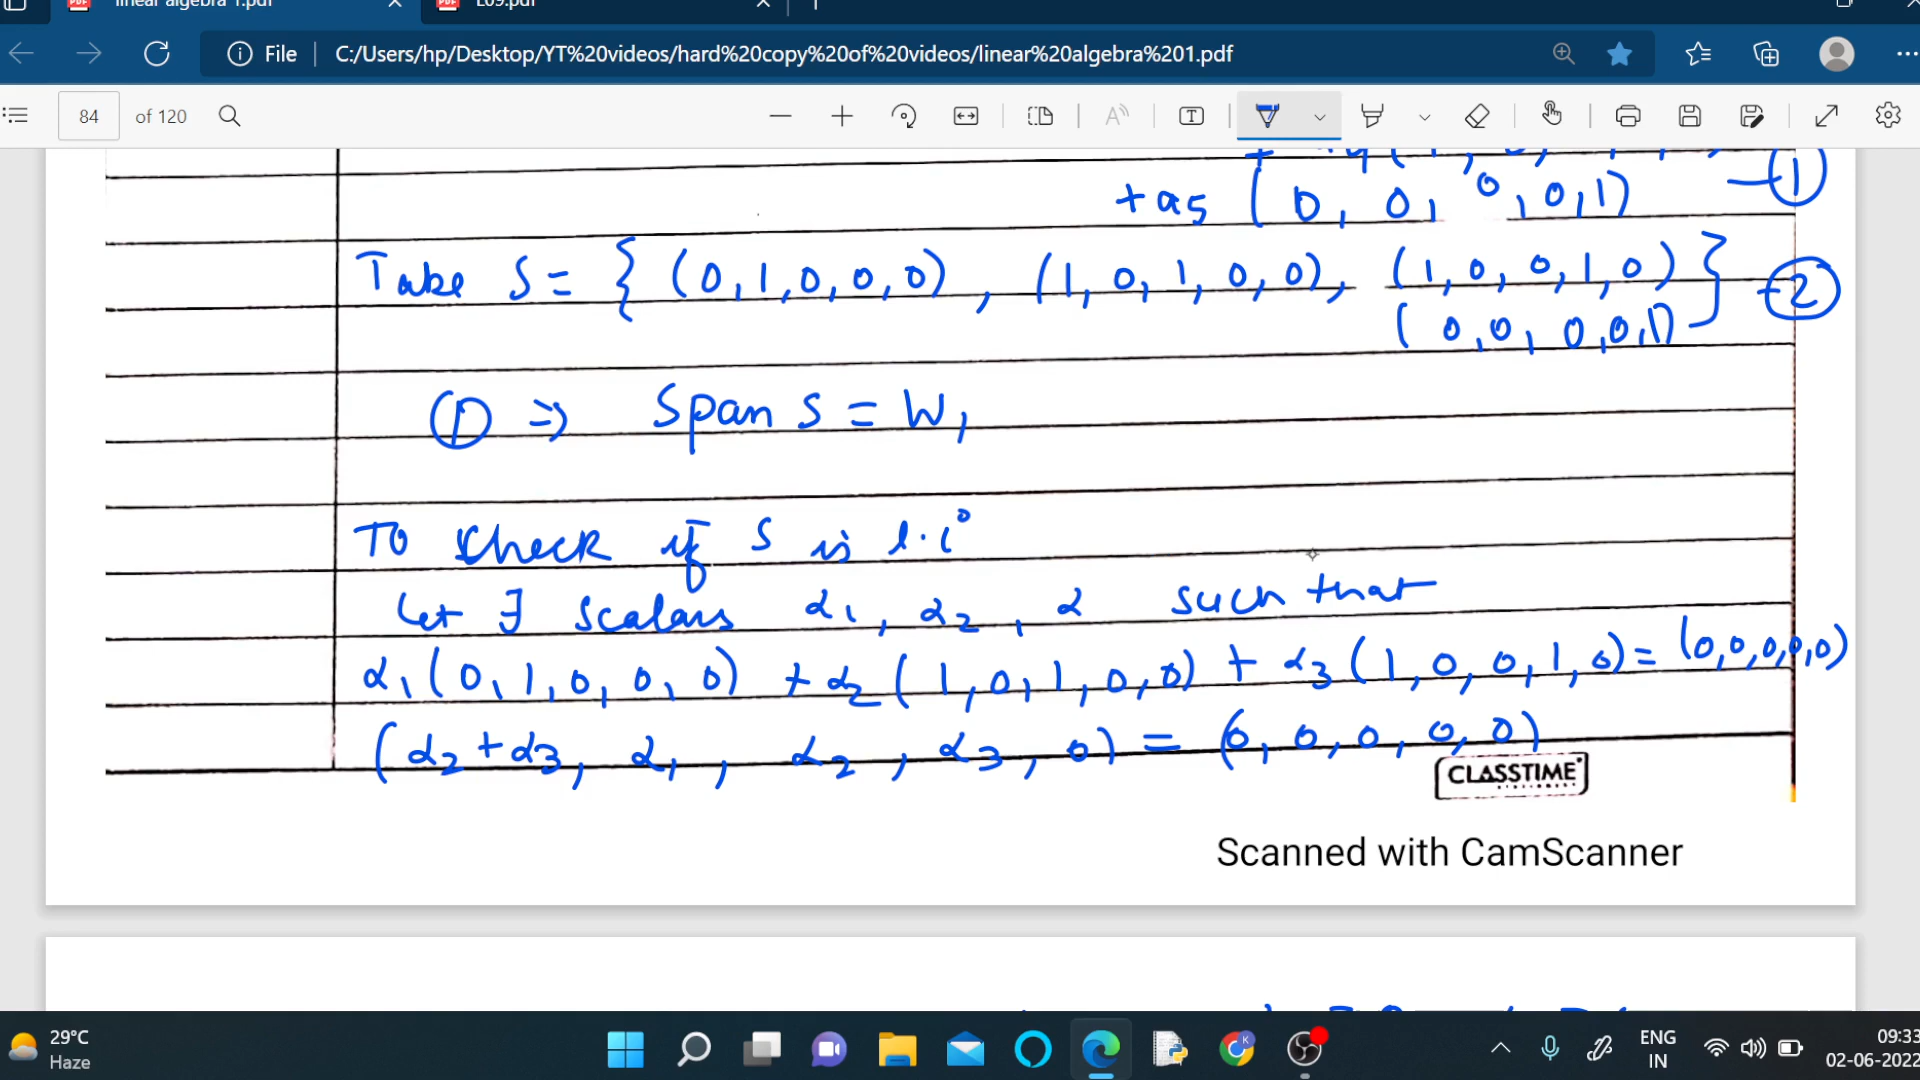 linear algebra 1.pdf
L09.pdf
File
C:/Users/hp/Desktop/YT%20videos/hard%20copy%20of%20videos/linear%20algebra%201.pdf
84 of 120
+ a5 (0, 0, 0, 0, 1) — ①
Take S = { (0, 1, 0, 0, 0) , (1, 0, 1, 0, 0), (1, 0, 0, 1, 0)
(0, 0, 0, 0, 1) } - ②
① ⇒ Span S = W1
To check if S is l.i
Let ∃ scalars α1, α2, α such that
α1(0, 1, 0, 0, 0) + α2(1, 0, 1, 0, 0) + α3(1, 0, 0, 1, 0) = (0, 0, 0, 0, 0)
(α2 + α3, α1, α2, α3, 0) = (0, 0, 0, 0, 0)
CLASSTIME
Scanned with CamScanner
29°C
Haze
ENG
IN
09:33
02-06-2022